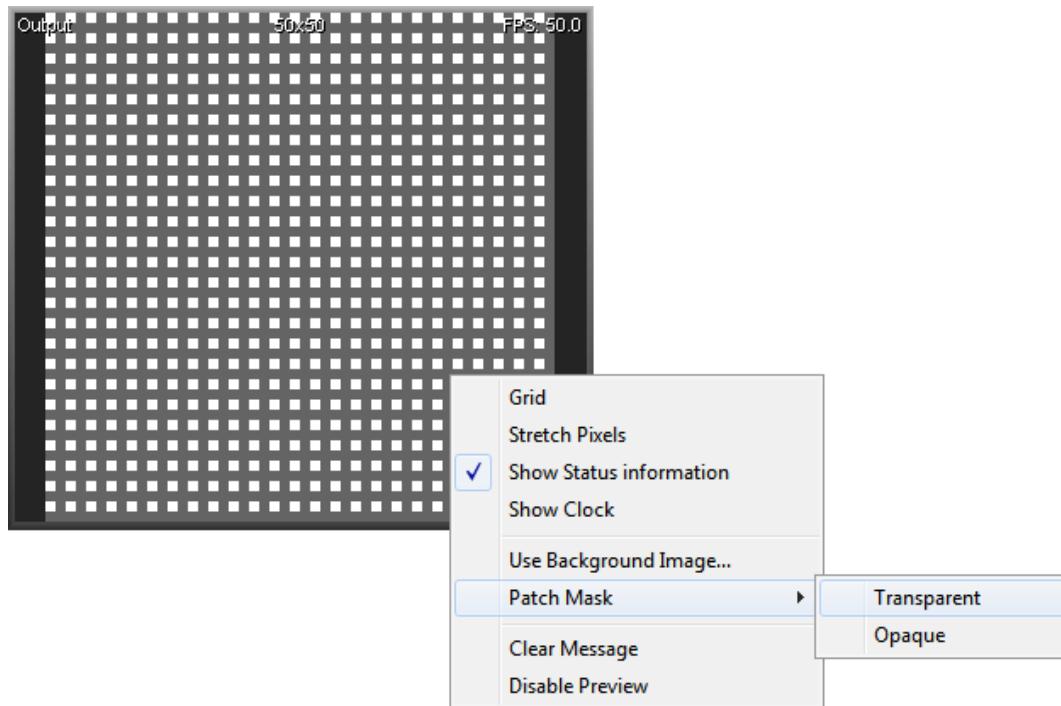 Output 50x50 FPS: 50.0
Grid
Stretch Pixels
Show Status information
Show Clock
Use Background Image...
Patch Mask
Transparent
Opaque
Clear Message
Disable Preview